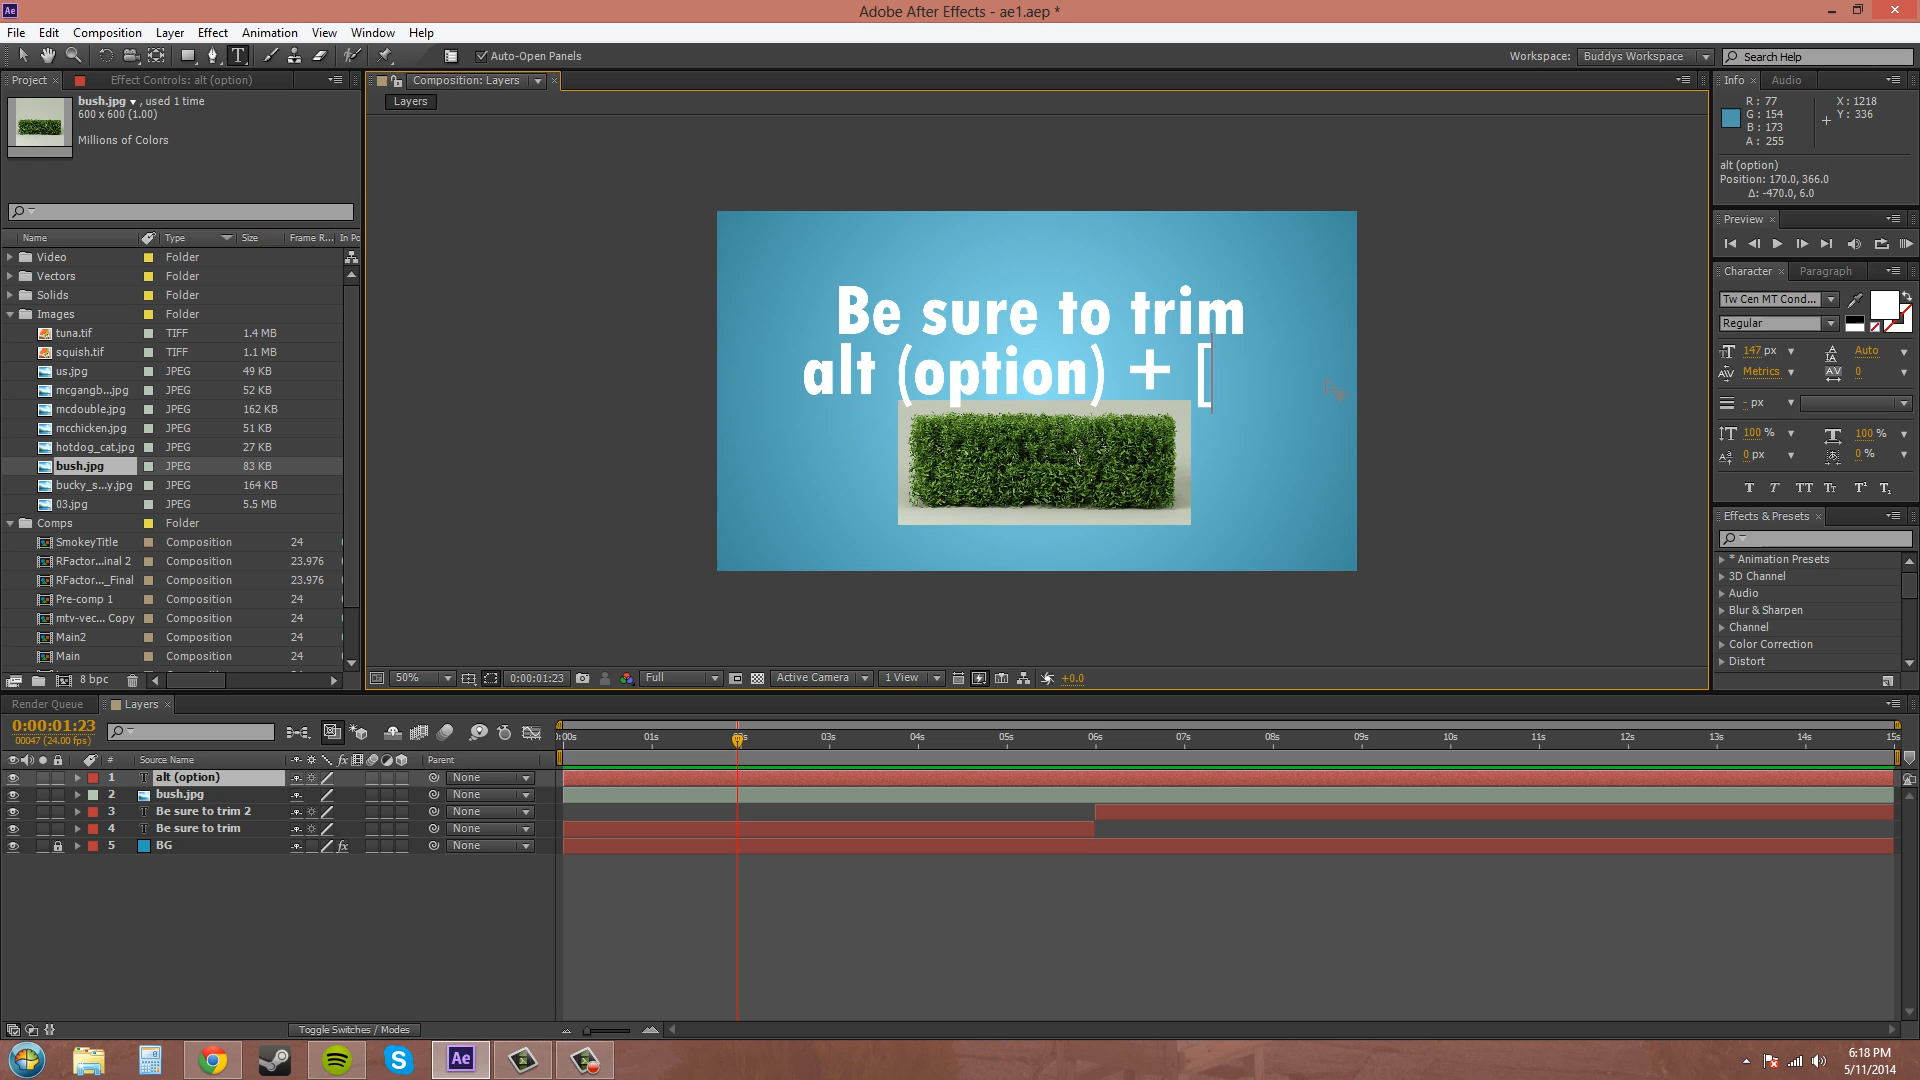 Ae Adobe After Effects - ae1.aep *
File Edit Composition Layer Effect Animation View Window Help
T Auto-Open Panels Workspace: Buddys Workspace Search Help
Project Effect Controls: alt (option)
bush.jpg , used 1 time
600 x 600 (1.00)
Millions of Colors
Name Type Size Frame R... In Po
Video Folder
Vectors Folder
Solids Folder
Images Folder
tuna.tif TIFF 1.4 MB
squish.tif TIFF 1.1 MB
us.jpg JPEG 49 KB
mcgangb...jpg JPEG 52 KB
mcdouble.jpg JPEG 162 KB
mcchicken.jpg JPEG 51 KB
hotdog_cat.jpg JPEG 27 KB
bush.jpg JPEG 83 KB
bucky_s...y.jpg JPEG 164 KB
03.jpg JPEG 5.5 MB
Comps Folder
SmokeyTitle Composition 24
RFactor...inal 2 Composition 23.976
RFactor..._Final Composition 23.976
Pre-comp 1 Composition 24
mtv-vec... Copy Composition 24
Main2 Composition 24
Main Composition 24
8 bpc
Composition: Layers
Layers
Be sure to trim
alt (option) + [
50% 0:00:01:23 Full Active Camera 1 View +0.0
Info Audio
R : 77 X : 1218
G : 154 Y : 336
B : 173
A : 255
alt (option)
Position: 170.0, 366.0
Δ: -470.0, 6.0
Preview
Character Paragraph
Tw Cen MT Cond...
Regular
147 px Auto
Metrics 0
- px
100 % 100 %
0 px 0 %
T T TT Tt T¹ T₁
Effects & Presets
* Animation Presets
3D Channel
Audio
Blur & Sharpen
Channel
Color Correction
Distort
Render Queue Layers
0:00:01:23
00047 (24.00 fps)
01s 03s 04s 05s 06s 07s 08s 09s 10s 11s 12s 13s 14s 15s
# Source Name fx Parent
1 T alt (option) None
2 bush.jpg None
3 T Be sure to trim 2 None
4 T Be sure to trim None
5 BG fx None
Toggle Switches / Modes
Ae
6:18 PM
5/11/2014